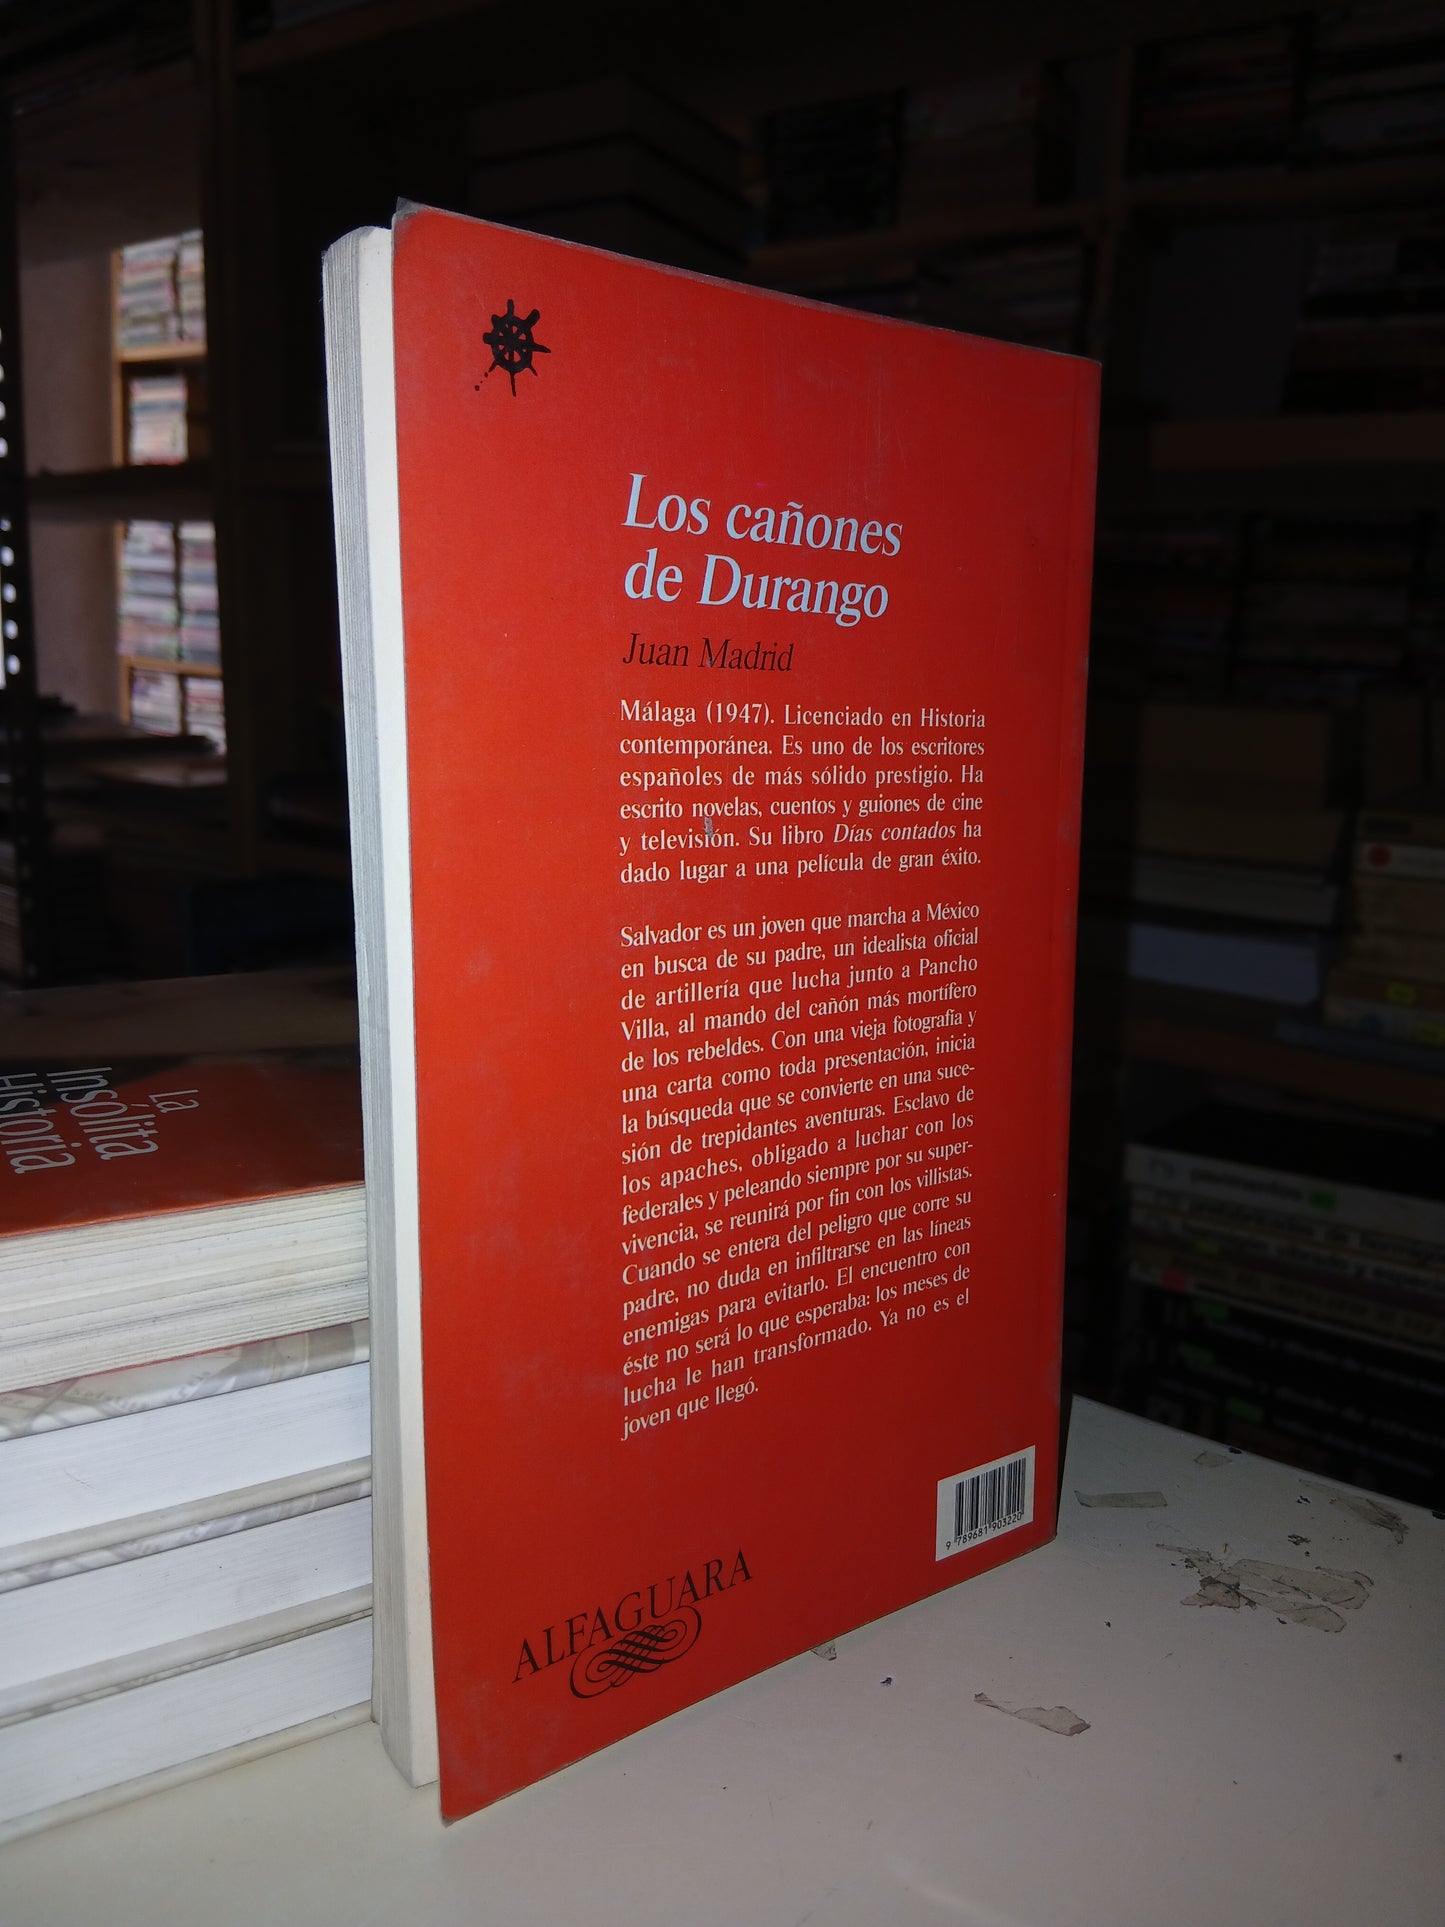 Los cañones
de Durango
Juan Madrid
Málaga (1947). Licenciado en Historia
contemporánea. Es uno de los escritores
españoles de más sólido prestigio. Ha
escrito novelas, cuentos y guiones de cine
y televisión. Su libro Días contados ha
dado lugar a una película de gran éxito.
Salvador es un joven que marcha a México
en busca de su padre, un idealista oficial
de artillería que lucha junto a Pancho
Villa, al mando del cañón más mortífero
de los rebeldes. Con una vieja fotografía y
una carta como toda presentación, inicia
la búsqueda que se convierte en una suce-
sión de trepidantes aventuras. Esclavo de
los apaches, obligado a luchar con los
federales y peleando siempre por su super-
vivencia, se reunirá por fin con los villistas.
Cuando se entera del peligro que corre su
padre, no duda en infiltrarse en las líneas
enemigas para evitarlo. El encuentro con
éste no será lo que esperaba: los meses de
lucha le han transformado. Ya no es el
joven que llegó.
9 789681 903220
ALFAGUARA
La
Insólita
Historia